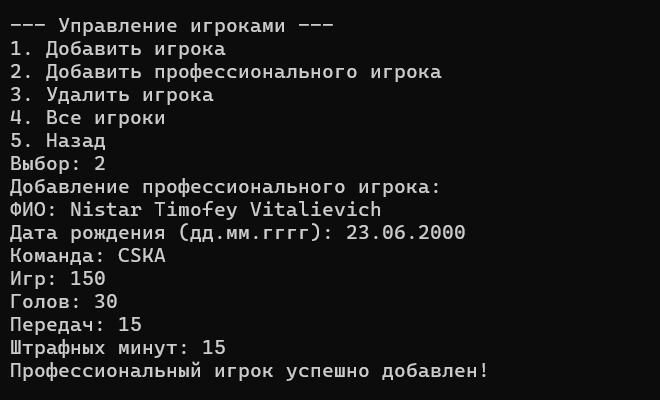 --- Управление игроками ---
1. Добавить игрока
2. Добавить профессионального игрока
3. Удалить игрока
4. Все игроки
5. Назад
Выбор: 2
Добавление профессионального игрока:
ФИО: Nistar Timofey Vitalievich
Дата рождения (дд.мм.гггг): 23.06.2000
Команда: CSKA
Игр: 150
Голов: 30
Передач: 15
Штрафных минут: 15
Профессиональный игрок успешно добавлен!